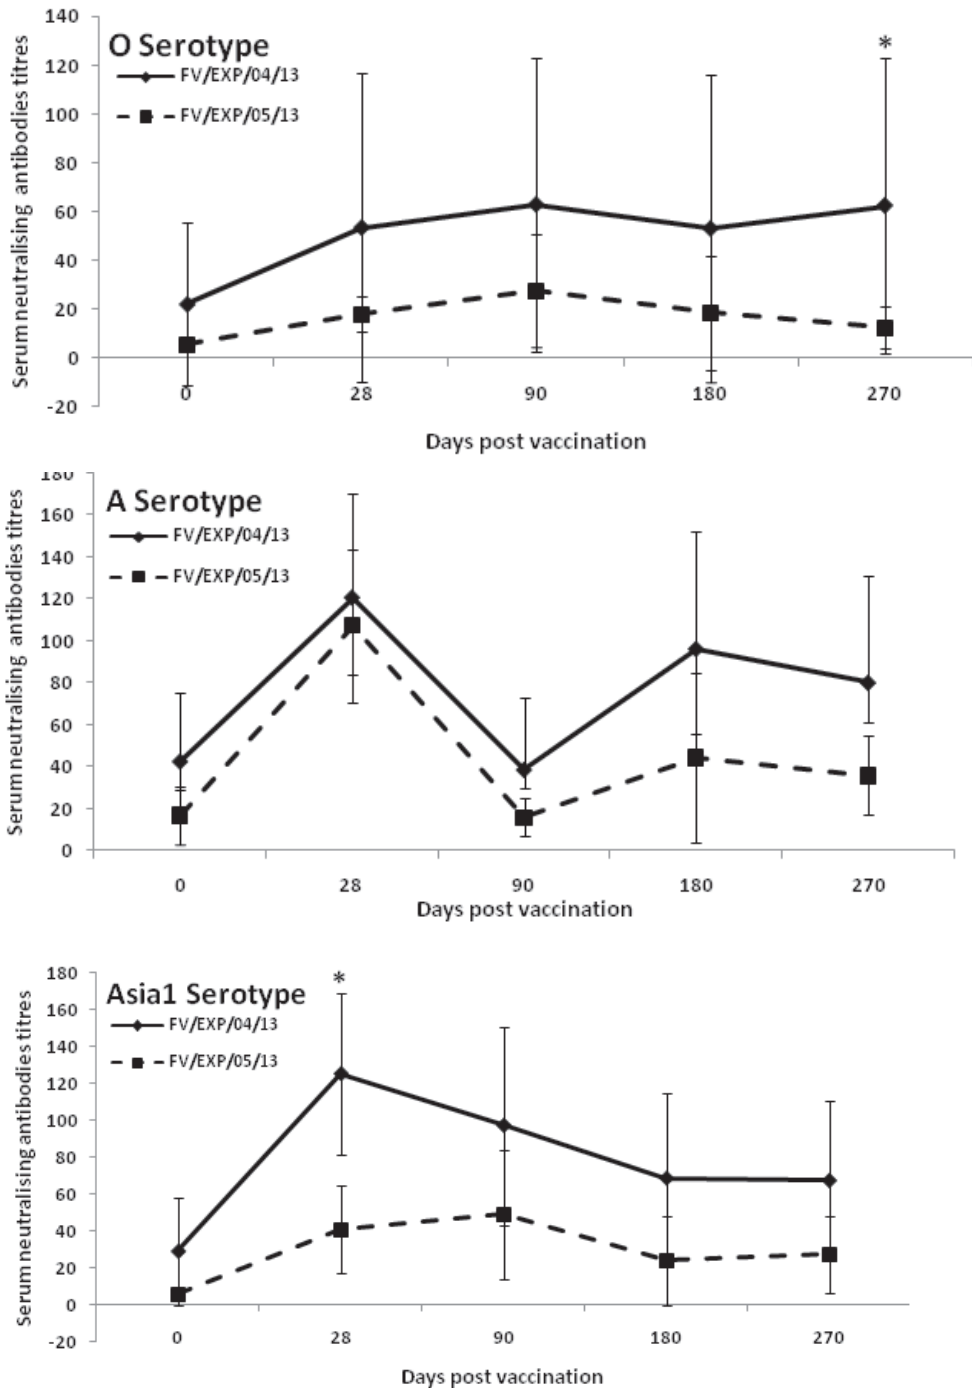 140
120
100
80
60
40
20
0
-20
Serum neutralising antibodies titres
O Serotype
FV/EXP/04/13
FV/EXP/05/13
*
0 28 90 180 270
Days post vaccination
180
160
140
120
100
80
60
40
20
0
Serum neutralising antibodies titres
A Serotype
FV/EXP/04/13
FV/EXP/05/13
0 28 90 180 270
Days post vaccination
180
160
140
120
100
80
60
40
20
0
-20
Serum neutralising antibodies titres
Asia1 Serotype
FV/EXP/04/13
FV/EXP/05/13
*
0 28 90 180 270
Days post vaccination